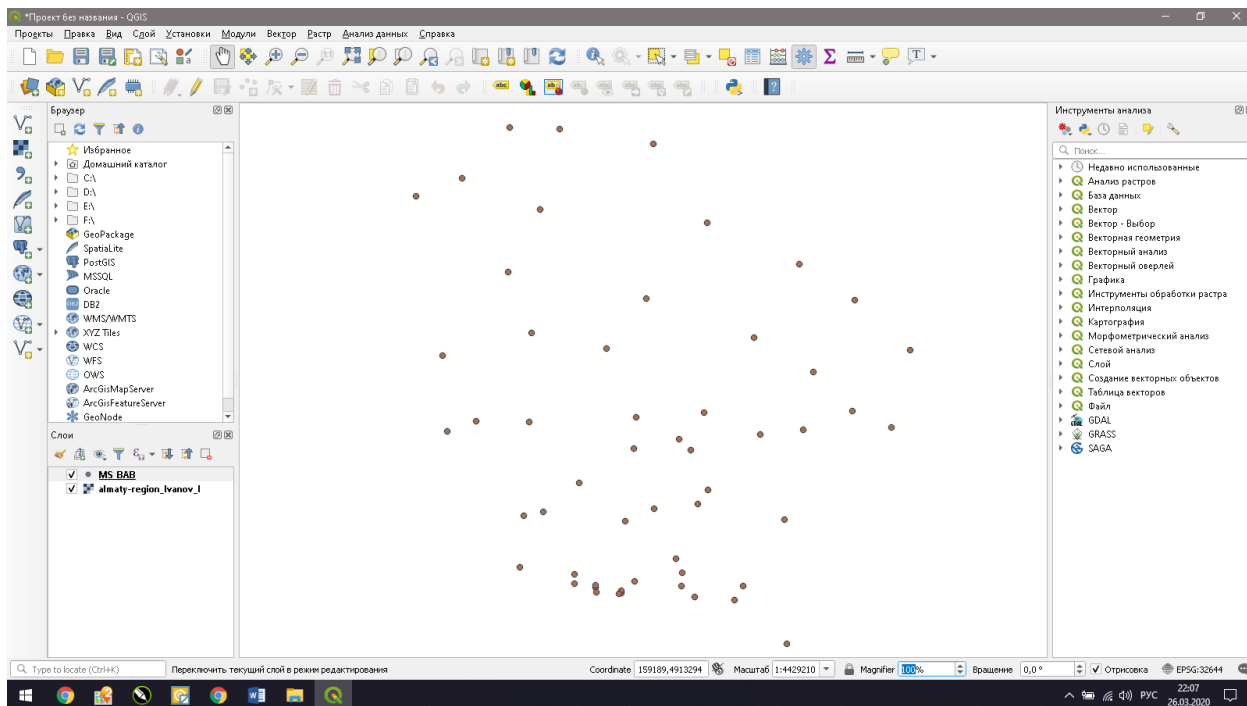 *Проект без названия - QGIS
Проекты Правка Вид Слой Установки Модули Вектор Растр Анализ данных Справка
Браузер
Избранное
Домашний каталог
C:\
D:\
E:\
F:\
GeoPackage
SpatiaLite
PostGIS
MSSQL
Oracle
DB2
WMS/WMTS
XYZ Tiles
WCS
WFS
OWS
ArcGisMapServer
ArcGisFeatureServer
GeoNode
Слои
MS BAB
almaty-region_Ivanov_I
Инструменты анализа
Поиск...
Недавно использованные
Анализ растров
База данных
Вектор
Вектор - Выбор
Векторная геометрия
Векторный анализ
Векторный оверлей
Графика
Инструменты обработки растра
Интерполяция
Картография
Морфометрический анализ
Сетевой анализ
Слой
Создание векторных объектов
Таблица векторов
Файл
GDAL
GRASS
SAGA
Type to locate (Ctrl+K) Переключить текущий слой в режим редактирования Coordinate 159189,4913294 Масштаб 1:4429210 Magnifier 100% Вращение 0,0 ° Отрисовка EPSG:32644
РУС 22:07
26.03.2020